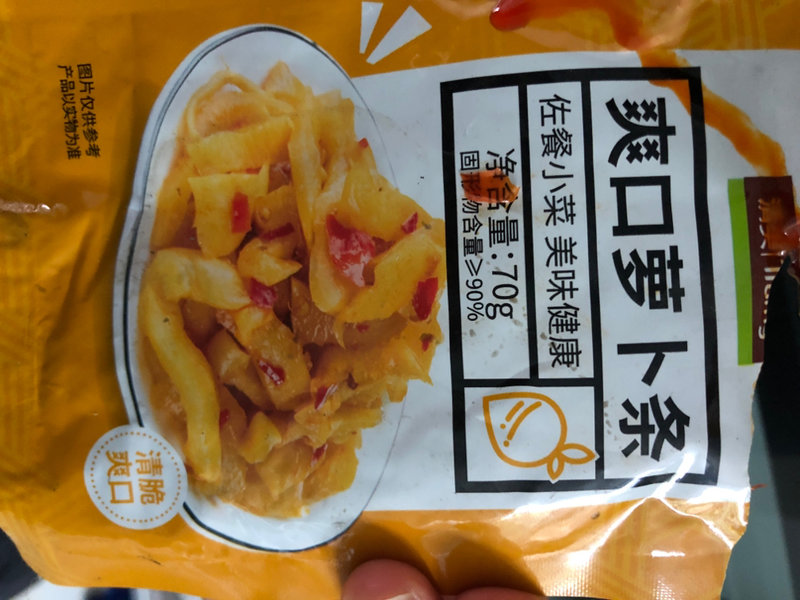 爽口萝卜条
佐餐小菜 美味健康
净含量:70g
固形物含量≥90%
清脆
爽口
图片仅供参考
产品以实物为准